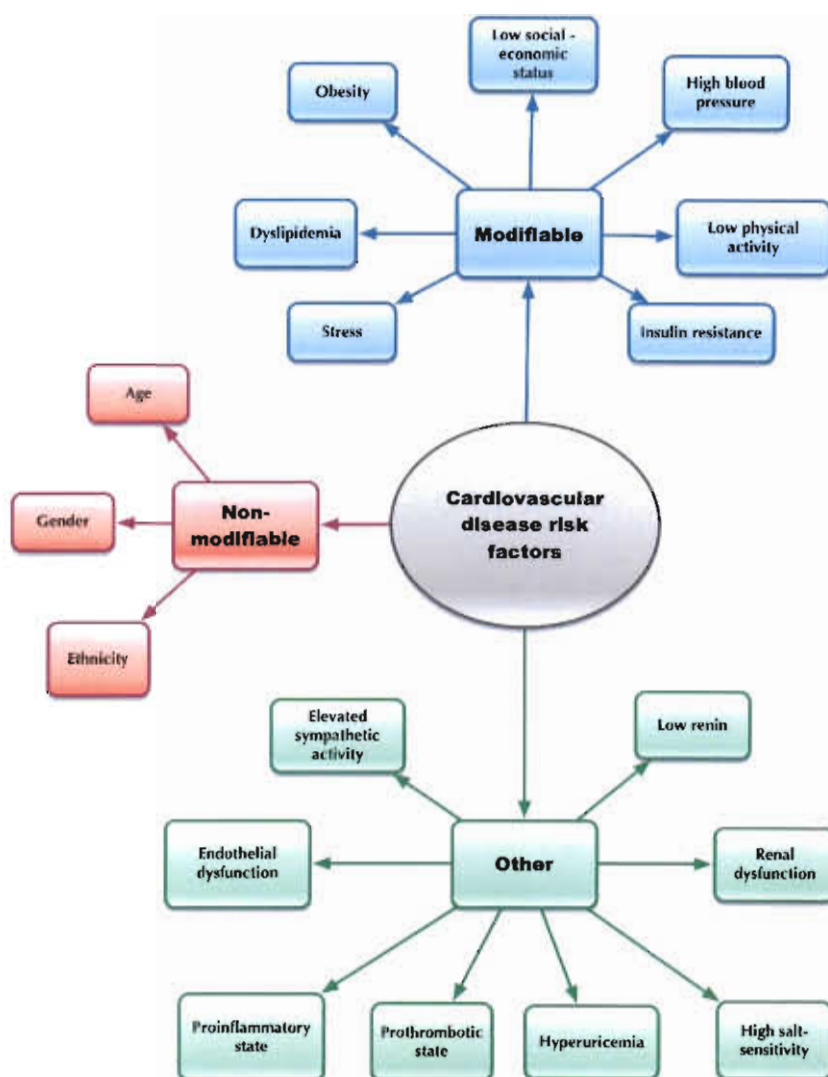 Low social -
economic
status
Obesity
High blood
pressure
Dyslipidemia
Modifiable
Low physical
activity
Stress
Insulin resistance
Age
Gender
Non-
modifiable
Cardiovascular
disease risk
factors
Ethnicity
Elevated
sympathetic
activity
Low renin
Endothelial
dysfunction
Other
Renal
dysfunction
Proinflammatory
state
Prothrombotic
state
Hyperuricemia
High salt-
sensitivity